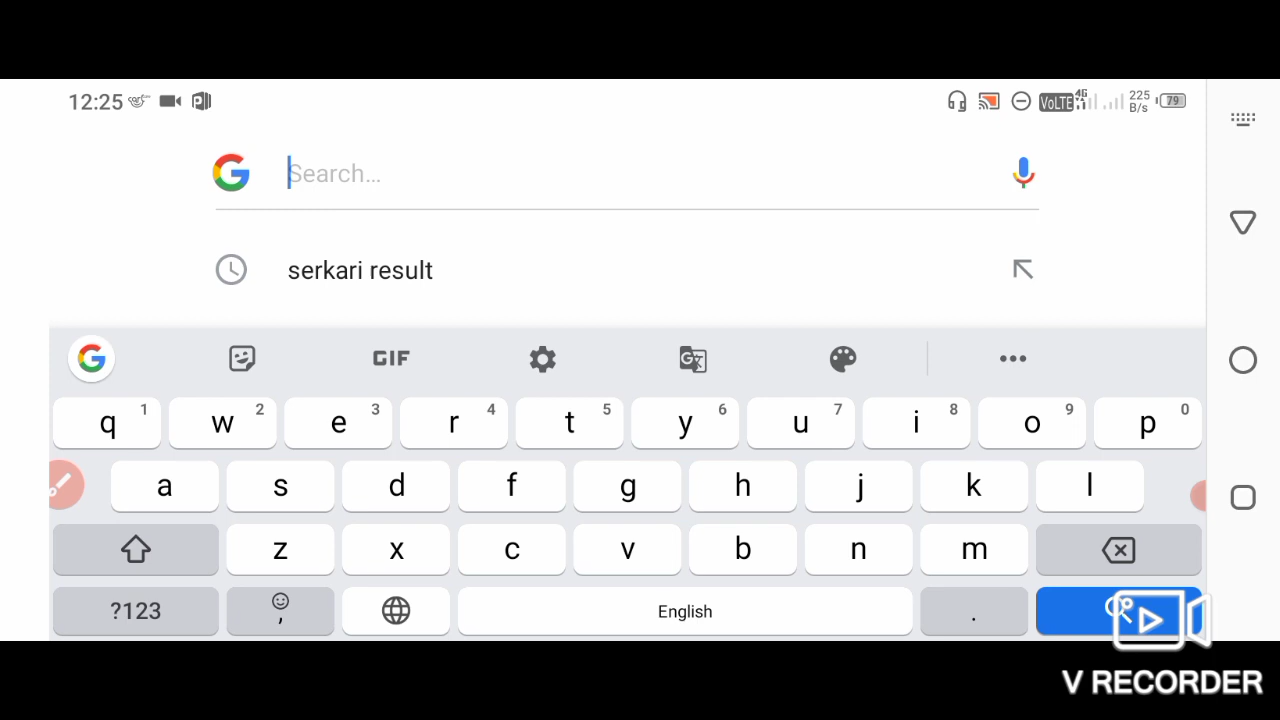 12:25 VoLTE 4G 225 B/s 79
Search...
serkari result
GIF
q 1 w 2 e 3 r 4 t 5 y 6 u 7 i 8 o 9 p 0
a s d f g h j k l
z x c v b n m
?123 , English .
V RECORDER